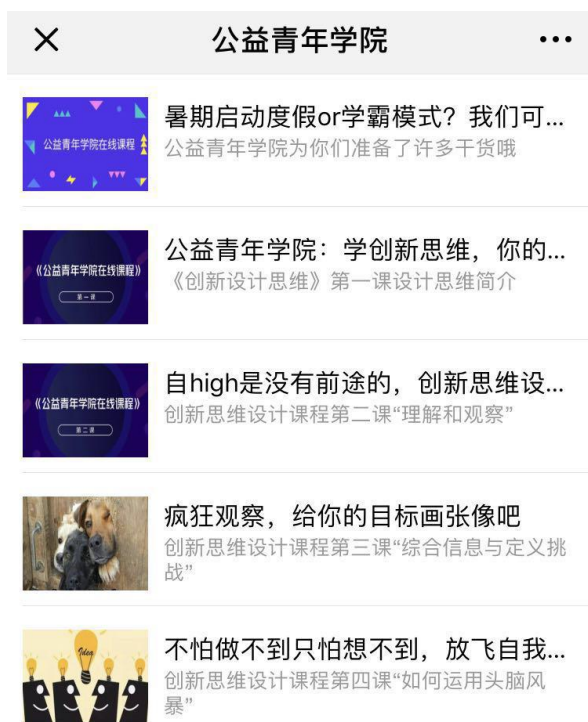 公益青年学院
公益青年学院在线课程
暑期启动度假or学霸模式？我们可...
公益青年学院为你们准备了许多干货哦
《公益青年学院在线课程》
第一课
公益青年学院：学创新思维，你的...
《创新设计思维》第一课设计思维简介
《公益青年学院在线课程》
第二课
自high是没有前途的，创新思维设...
创新思维设计课程第二课“理解和观察”
疯狂观察，给你的目标画张像吧
创新思维设计课程第三课“综合信息与定义挑
战”
Idea
不怕做不到只怕想不到，放飞自我...
创新思维设计课程第四课“如何运用头脑风
暴”